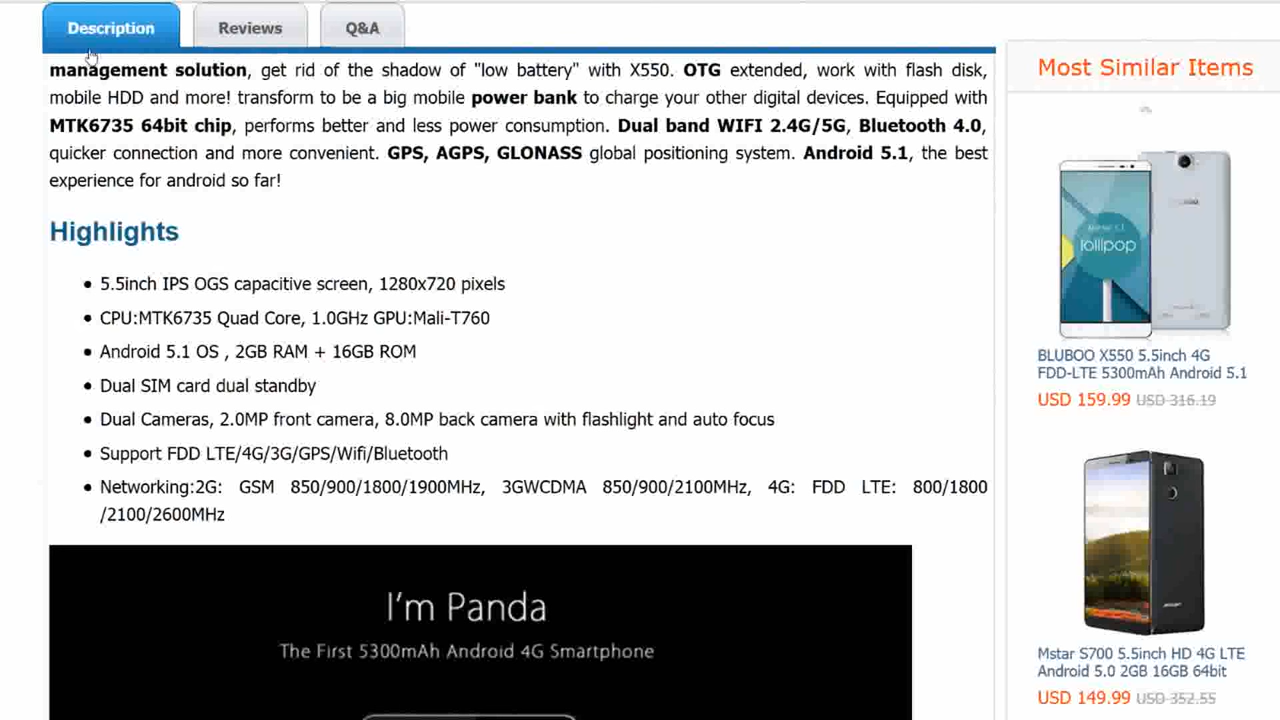 Description
Reviews
Q&A
management solution, get rid of the shadow of "low battery" with X550. OTG extended, work with flash disk,
mobile HDD and more! transform to be a big mobile power bank to charge your other digital devices. Equipped with
MTK6735 64bit chip, performs better and less power consumption. Dual band WIFI 2.4G/5G, Bluetooth 4.0,
quicker connection and more convenient. GPS, AGPS, GLONASS global positioning system. Android 5.1, the best
experience for android so far!
Highlights
5.5inch IPS OGS capacitive screen, 1280x720 pixels
CPU:MTK6735 Quad Core, 1.0GHz GPU:Mali-T760
Android 5.1 OS , 2GB RAM + 16GB ROM
Dual SIM card dual standby
Dual Cameras, 2.0MP front camera, 8.0MP back camera with flashlight and auto focus
Support FDD LTE/4G/3G/GPS/Wifi/Bluetooth
Networking:2G: GSM 850/900/1800/1900MHz, 3GWCDMA 850/900/2100MHz, 4G: FDD LTE: 800/1800
/2100/2600MHz
I'm Panda
The First 5300mAh Android 4G Smartphone
Most Similar Items
lollipop
BLUBOO X550 5.5inch 4G
FDD-LTE 5300mAh Android 5.1
USD 159.99 USD 316.19
Mstar S700 5.5inch HD 4G LTE
Android 5.0 2GB 16GB 64bit
USD 149.99 USD 352.55